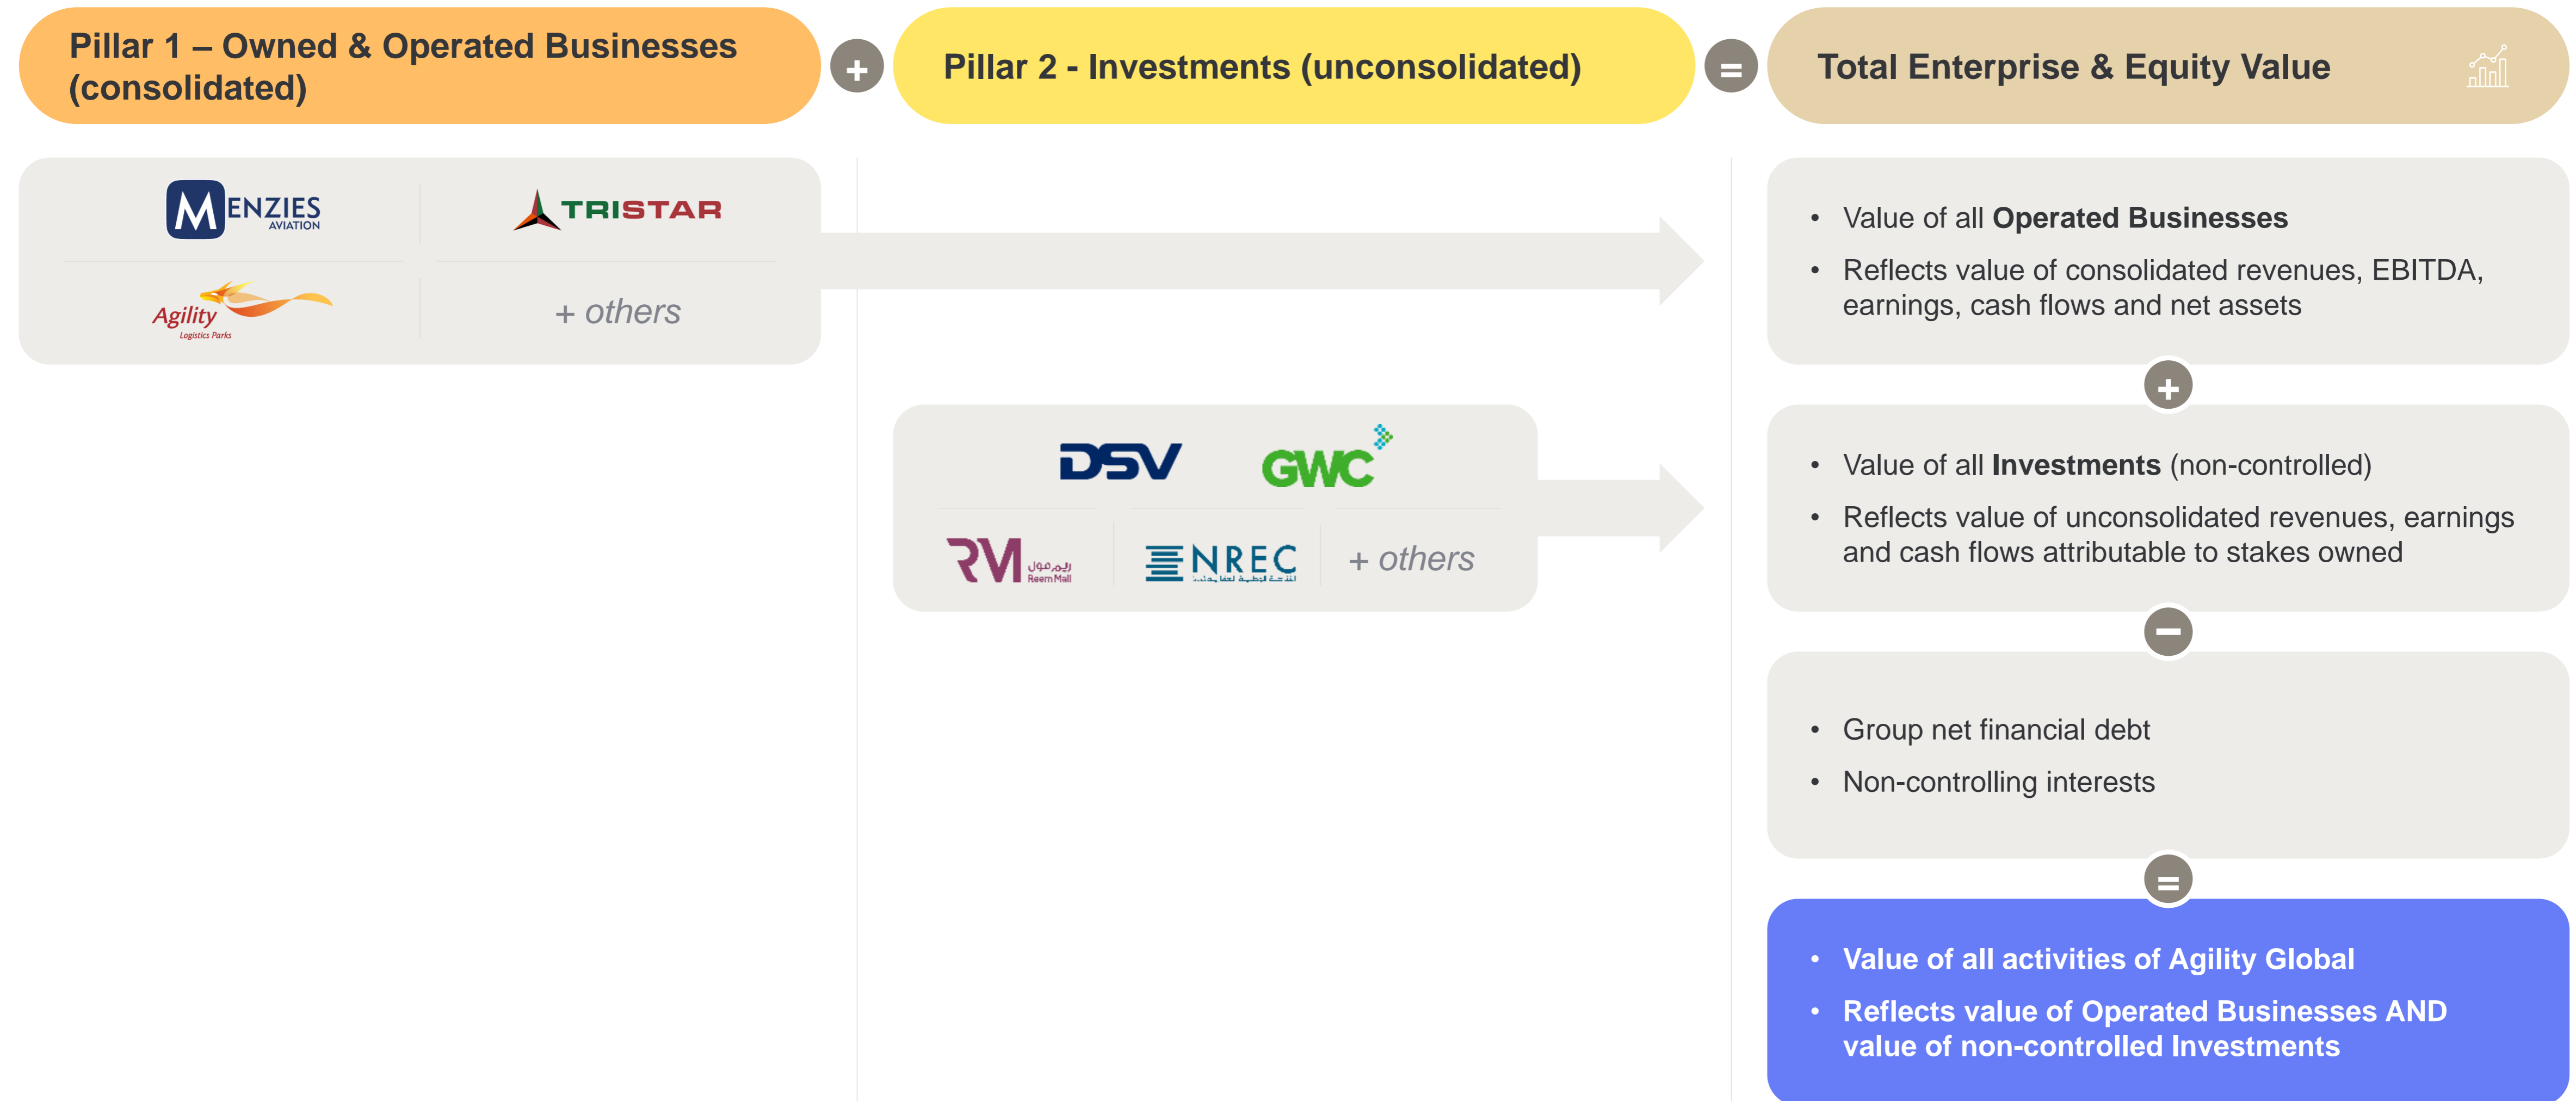 Pillar 1 – Owned & Operated Businesses
(consolidated)
+
Pillar 2 - Investments (unconsolidated)
=
Total Enterprise & Equity Value
MENZIES
AVIATION
TRISTAR
Agility
Logistics Parks
+ others
• Value of all Operated Businesses
• Reflects value of consolidated revenues, EBITDA,
earnings, cash flows and net assets
+
DSV
GWC
RM
ريم مول
Reem Mall
NREC
+ others
• Value of all Investments (non-controlled)
• Reflects value of unconsolidated revenues, earnings
and cash flows attributable to stakes owned
–
• Group net financial debt
• Non-controlling interests
=
• Value of all activities of Agility Global
• Reflects value of Operated Businesses AND
value of non-controlled Investments